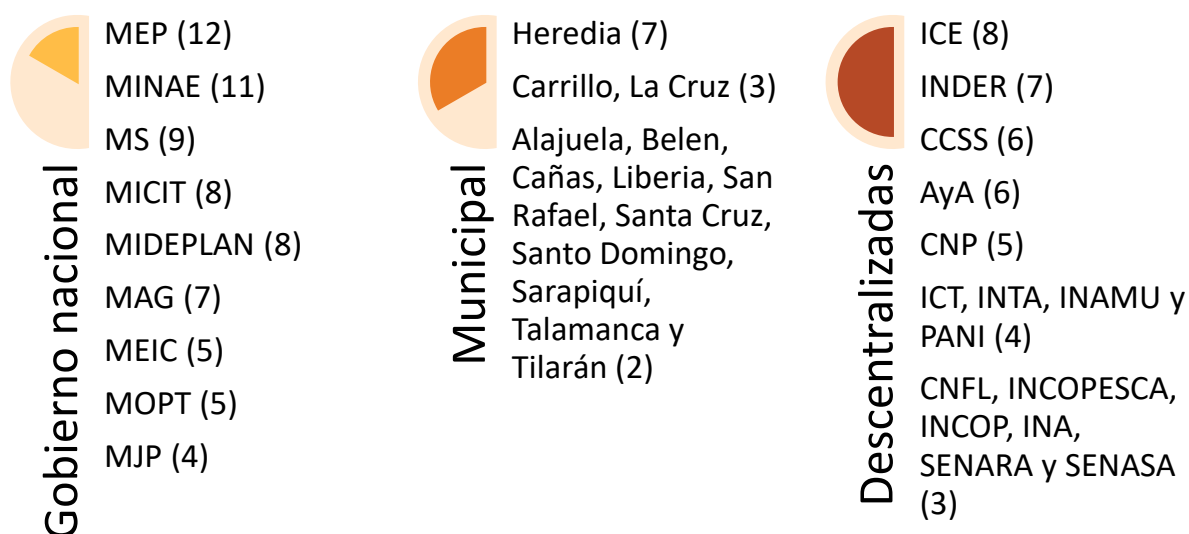 Gobierno nacional
MEP (12)
MINAE (11)
MS (9)
MICIT (8)
MIDEPLAN (8)
MAG (7)
MEIC (5)
MOPT (5)
MJP (4)
Municipal
Heredia (7)
Carrillo, La Cruz (3)
Alajuela, Belen,
Cañas, Liberia, San
Rafael, Santa Cruz,
Santo Domingo,
Sarapiquí,
Talamanca y
Tilarán (2)
Descentralizadas
ICE (8)
INDER (7)
CCSS (6)
AyA (6)
CNP (5)
ICT, INTA, INAMU y
PANI (4)
CNFL, INCOPESCA,
INCOP, INA,
SENARA y SENASA
(3)